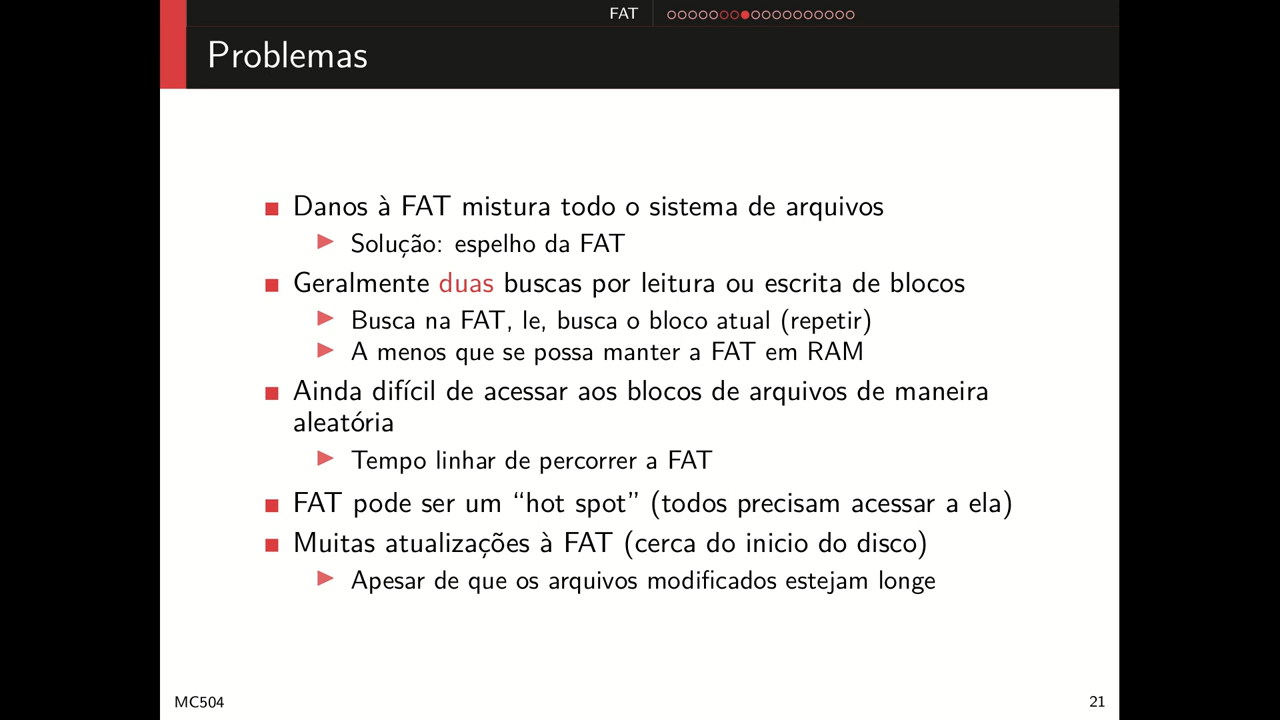 FAT
Problemas
Danos à FAT mistura todo o sistema de arquivos
Solução: espelho da FAT
Geralmente duas buscas por leitura ou escrita de blocos
Busca na FAT, le, busca o bloco atual (repetir)
A menos que se possa manter a FAT em RAM
Ainda difícil de acessar aos blocos de arquivos de maneira
aleatória
Tempo linhar de percorrer a FAT
FAT pode ser um “hot spot” (todos precisam acessar a ela)
Muitas atualizações à FAT (cerca do inicio do disco)
Apesar de que os arquivos modificados estejam longe
MC504
21